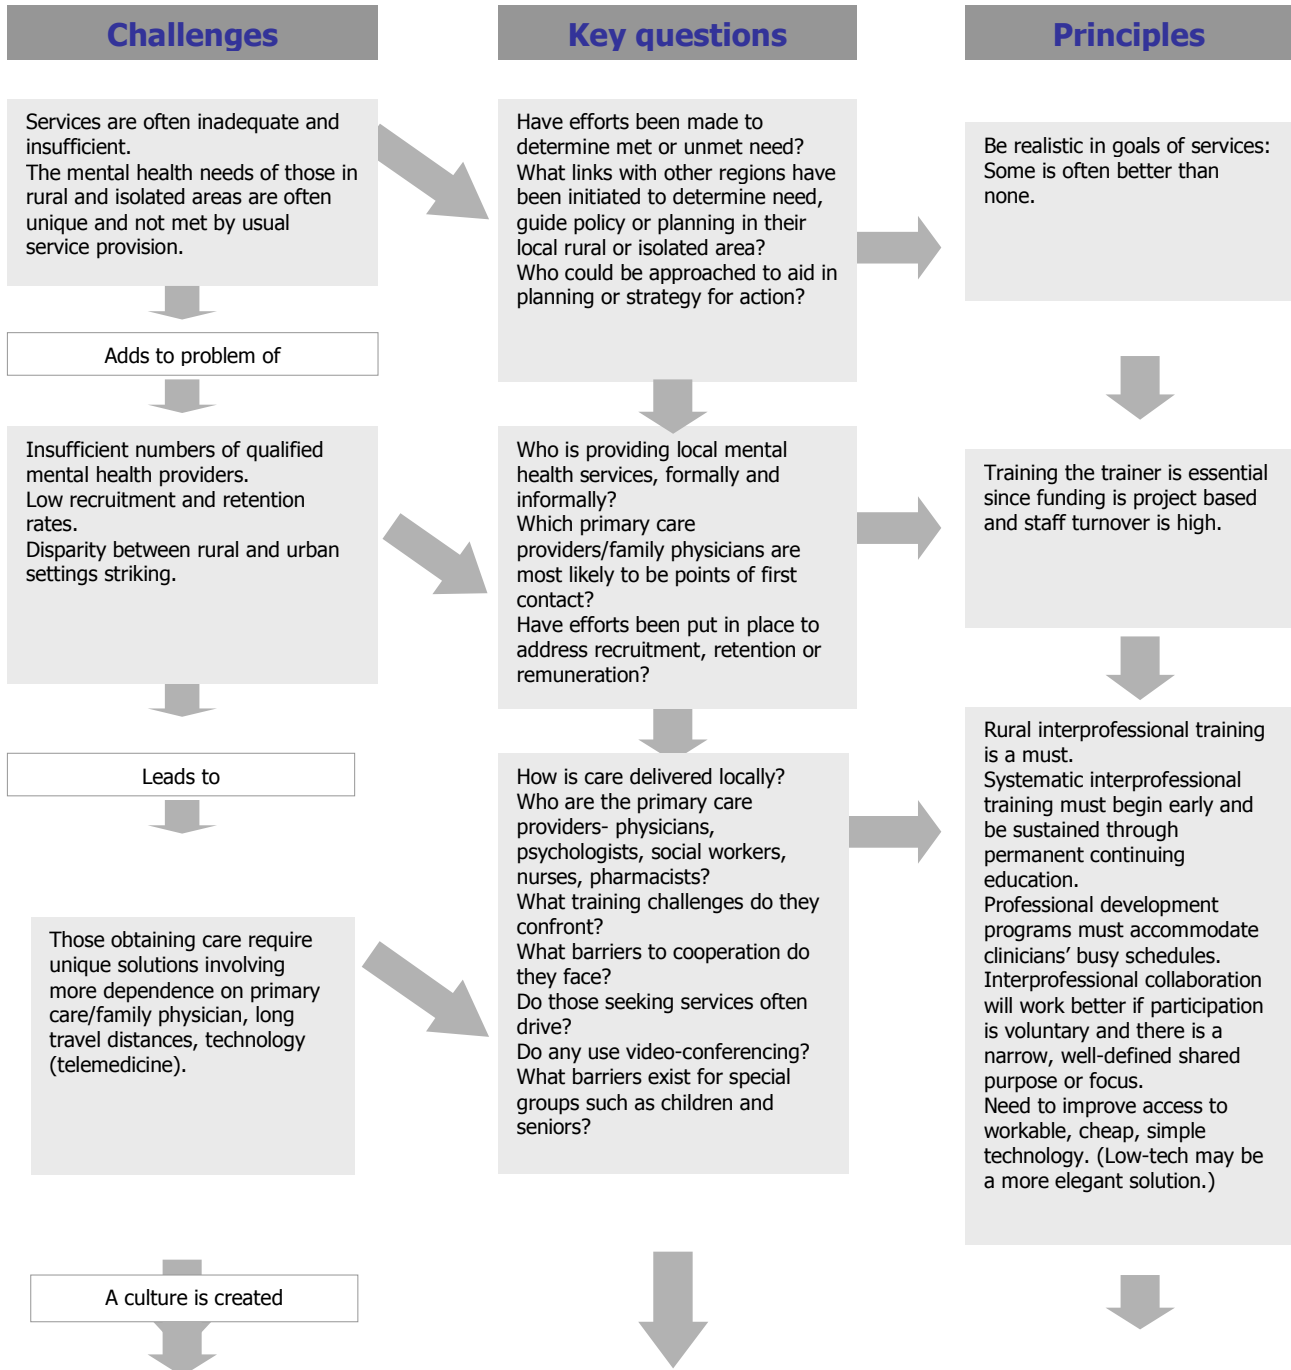 Challenges
Key questions
Principles
Services are often inadequate and
insufficient.
The mental health needs of those in
rural and isolated areas are often
unique and not met by usual
service provision.
Have efforts been made to
determine met or unmet need?
What links with other regions have
been initiated to determine need,
guide policy or planning in their
local rural or isolated area?
Who could be approached to aid in
planning or strategy for action?
Be realistic in goals of services:
Some is often better than
none.
Adds to problem of
Insufficient numbers of qualified
mental health providers.
Low recruitment and retention
rates.
Disparity between rural and urban
settings striking.
Who is providing local mental
health services, formally and
informally?
Which primary care
providers/family physicians are
most likely to be points of first
contact?
Have efforts been put in place to
address recruitment, retention or
remuneration?
Training the trainer is essential
since funding is project based
and staff turnover is high.
Leads to
Those obtaining care require
unique solutions involving
more dependence on primary
care/family physician, long
travel distances, technology
(telemedicine).
How is care delivered locally?
Who are the primary care
providers- physicians,
psychologists, social workers,
nurses, pharmacists?
What training challenges do they
confront?
What barriers to cooperation do
they face?
Do those seeking services often
drive?
Do any use video-conferencing?
What barriers exist for special
groups such as children and
seniors?
Rural interprofessional training
is a must.
Systematic interprofessional
training must begin early and
be sustained through
permanent continuing
education.
Professional development
programs must accommodate
clinicians’ busy schedules.
Interprofessional collaboration
will work better if participation
is voluntary and there is a
narrow, well-defined shared
purpose or focus.
Need to improve access to
workable, cheap, simple
technology. (Low-tech may be
a more elegant solution.)
A culture is created